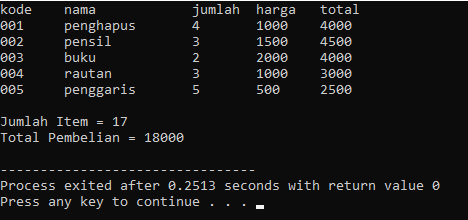 kode    nama            jumlah  harga   total
001     penghapus       4       1000    4000
002     pensil          3       1500    4500
003     buku            2       2000    4000
004     rautan          3       1000    3000
005     penggaris       5       500     2500
Jumlah Item = 17
Total Pembelian = 18000
--------------------------------
Process exited after 0.2513 seconds with return value 0
Press any key to continue . . .